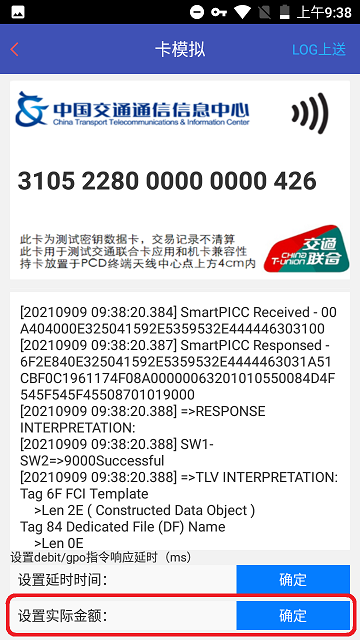 上午9:38
卡模拟
LOG上送
中国交通通信信息中心
China Transport Telecommunications & Information Center
3105 2280 0000 0000 426
此卡为测试密钥数据卡，交易记录不清算
此卡用于测试交通联合卡应用和机卡兼容性
持卡放置于PCD终端天线中心点上方4cm内
交通
联合
CHINA
T-UNION
[20210909 09:38:20.384] SmartPICC Received - 00
A404000E325041592E5359532E444446303100
[20210909 09:38:20.387] SmartPICC Responsed -
6F2E840E325041592E5359532E4444463031A51
CBF0C1961174F08A00000063201010550084D4F
545F545F45508701019000
[20210909 09:38:20.388] =>RESPONSE
INTERPRETATION:
[20210909 09:38:20.388] SW1-
SW2=>9000Successful
[20210909 09:38:20.388] =>TLV INTERPRETATION:
Tag 6F FCI Template
>Len 2E ( Constructed Data Object )
Tag 84 Dedicated File (DF) Name
>Len 0E
设置debit/gpo指令响应延时（ms）
设置延时时间：
确定
设置实际金额：
确定